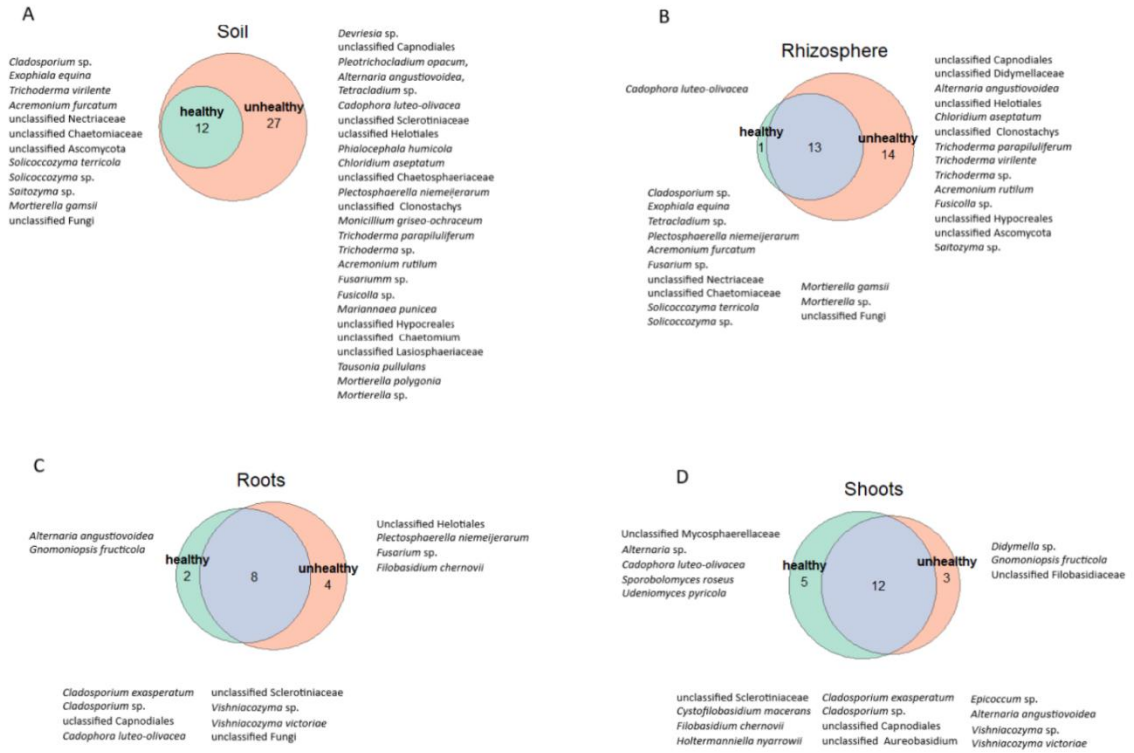 A
Soil
Cladosporium sp.
Exophiala equina
Trichoderma virilente
Acremonium furcatum
unclassified Nectriaceae
unclassified Chaetomiaceae
unclassified Ascomycota
Solicoccozyma terricola
Solicoccozyma sp.
Saitozyma sp.
Mortierella gamsii
unclassified Fungi
healthy
12
unhealthy
27
Devriesia sp.
unclassified Capnodiales
Pleotrichocladium opacum,
Alternaria angustiovoidea,
Tetracladium sp.
Cadophora luteo-olivacea
unclassified Sclerotiniaceae
uclassified Helotiales
Phialocephala humicola
Chloridium aseptatum
unclassified Chaetosphaeriaceae
Plectosphaerella niemeijerarum
unclassified Clonostachys
Monicillium griseo-ochraceum
Trichoderma parapiluliferum
Trichoderma sp.
Acremonium rutilum
Fusariumm sp.
Fusicolla sp.
Mariannaea punicea
unclassified Hypocreales
unclassified Chaetomium
unclassified Lasiosphaeriaceae
Tausonia pullulans
Mortierella polygonia
Mortierella sp.
B
Rhizosphere
Cadophora luteo-olivacea
healthy
1
13
unhealthy
14
unclassified Capnodiales
unclassified Didymellaceae
Alternaria angustiovoidea
unclassified Helotiales
Chloridium aseptatum
unclassified Clonostachys
Trichoderma parapiluliferum
Trichoderma virilente
Trichoderma sp.
Acremonium rutilum
Fusicolla sp.
unclassified Hypocreales
unclassified Ascomycota
Saitozyma sp.
Cladosporium sp.
Exophiala equina
Tetracladium sp.
Plectosphaerella niemeijerarum
Acremonium furcatum
Fusarium sp.
unclassified Nectriaceae
unclassified Chaetomiaceae
Solicoccozyma terricola
Solicoccozyma sp.
Mortierella gamsii
Mortierella sp.
unclassified Fungi
C
Roots
Alternaria angustiovoidea
Gnomoniopsis fructicola
healthy
2
8
unhealthy
4
Unclassified Helotiales
Plectosphaerella niemeijerarum
Fusarium sp.
Filobasidium chernovii
Cladosporium exasperatum
Cladosporium sp.
uclassified Capnodiales
Cadophora luteo-olivacea
unclassified Sclerotiniaceae
Vishniacozyma sp.
Vishniacozyma victoriae
unclassified Fungi
D
Shoots
Unclassified Mycosphaerellaceae
Alternaria sp.
Cadophora luteo-olivacea
Sporobolomyces roseus
Udeniomyces pyricola
healthy
5
12
unhealthy
3
Didymella sp.
Gnomoniopsis fructicola
Unclassified Filobasidiaceae
unclassified Sclerotiniaceae
Cystofilobasidium macerans
Filobasidium chernovii
Holtermanniella nyarrowii
Cladosporium exasperatum
Cladosporium sp.
unclassified Capnodiales
unclassified Aureobasidium
Epicoccum sp.
Alternaria angustiovoidea
Vishniacozyma sp.
Vishniacozyma victoriae